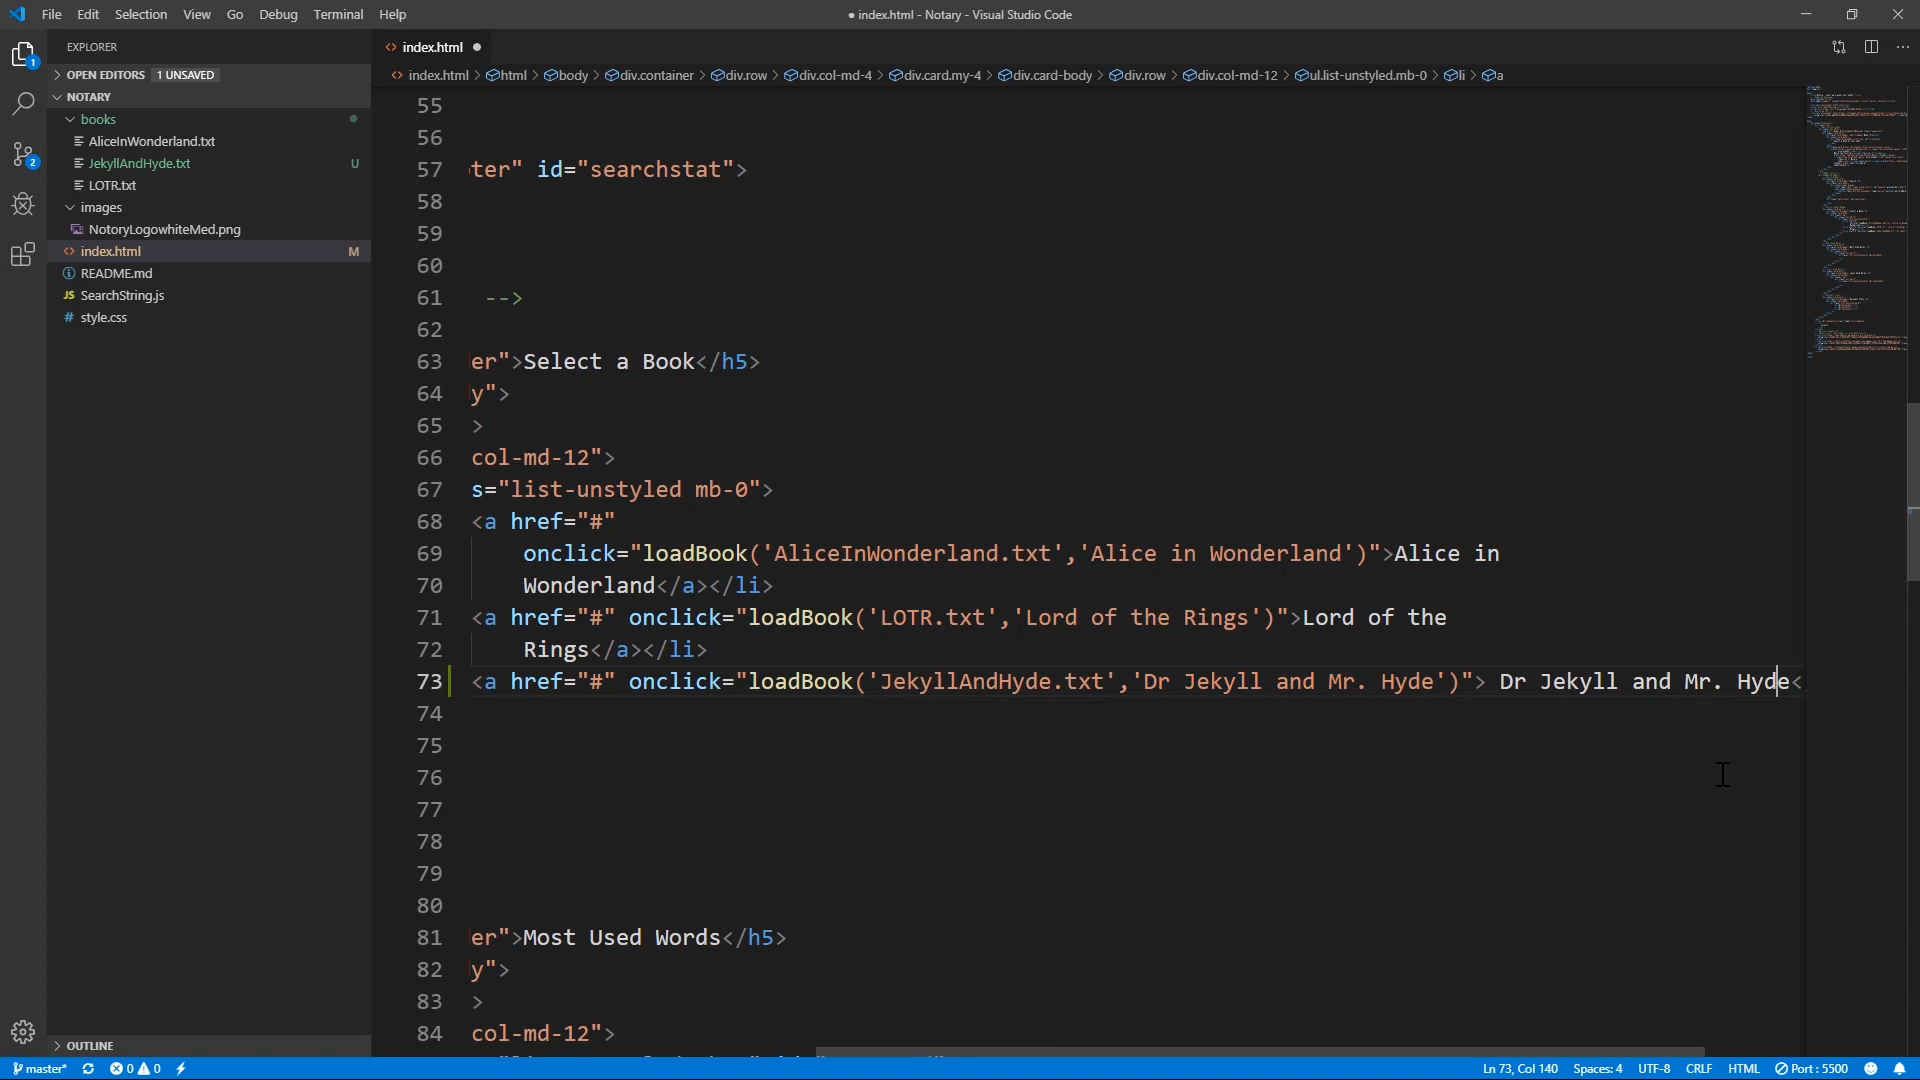 File Edit Selection View Go Debug Terminal Help
● index.html - Notary - Visual Studio Code
EXPLORER
OPEN EDITORS 1 UNSAVED
NOTARY
books
AliceInWonderland.txt
JekyllAndHyde.txt U
LOTR.txt
images
NotoryLogowhiteMed.png
index.html M
README.md
JS SearchString.js
# style.css
OUTLINE
1
2
<> index.html ●
<> index.html > html > body > div.container > div.row > div.col-md-4 > div.card.my-4 > div.card-body > div.row > div.col-md-12 > ul.list-unstyled.mb-0 > li > a
55
56
57 ter" id="searchstat">
58
59
60
61 -->
62
63 er">Select a Book</h5>
64 y">
65 >
66 col-md-12">
67 s="list-unstyled mb-0">
68 <a href="#"
69 onclick="loadBook('AliceInWonderland.txt','Alice in Wonderland')">Alice in
70 Wonderland</a></li>
71 <a href="#" onclick="loadBook('LOTR.txt','Lord of the Rings')">Lord of the
72 Rings</a></li>
73 <a href="#" onclick="loadBook('JekyllAndHyde.txt','Dr Jekyll and Mr. Hyde')"> Dr Jekyll and Mr. Hyde<
74
75
76
77
78
79
80
81 er">Most Used Words</h5>
82 y">
83 >
84 col-md-12">
master* 0 0 Ln 73, Col 140 Spaces: 4 UTF-8 CRLF HTML Port : 5500